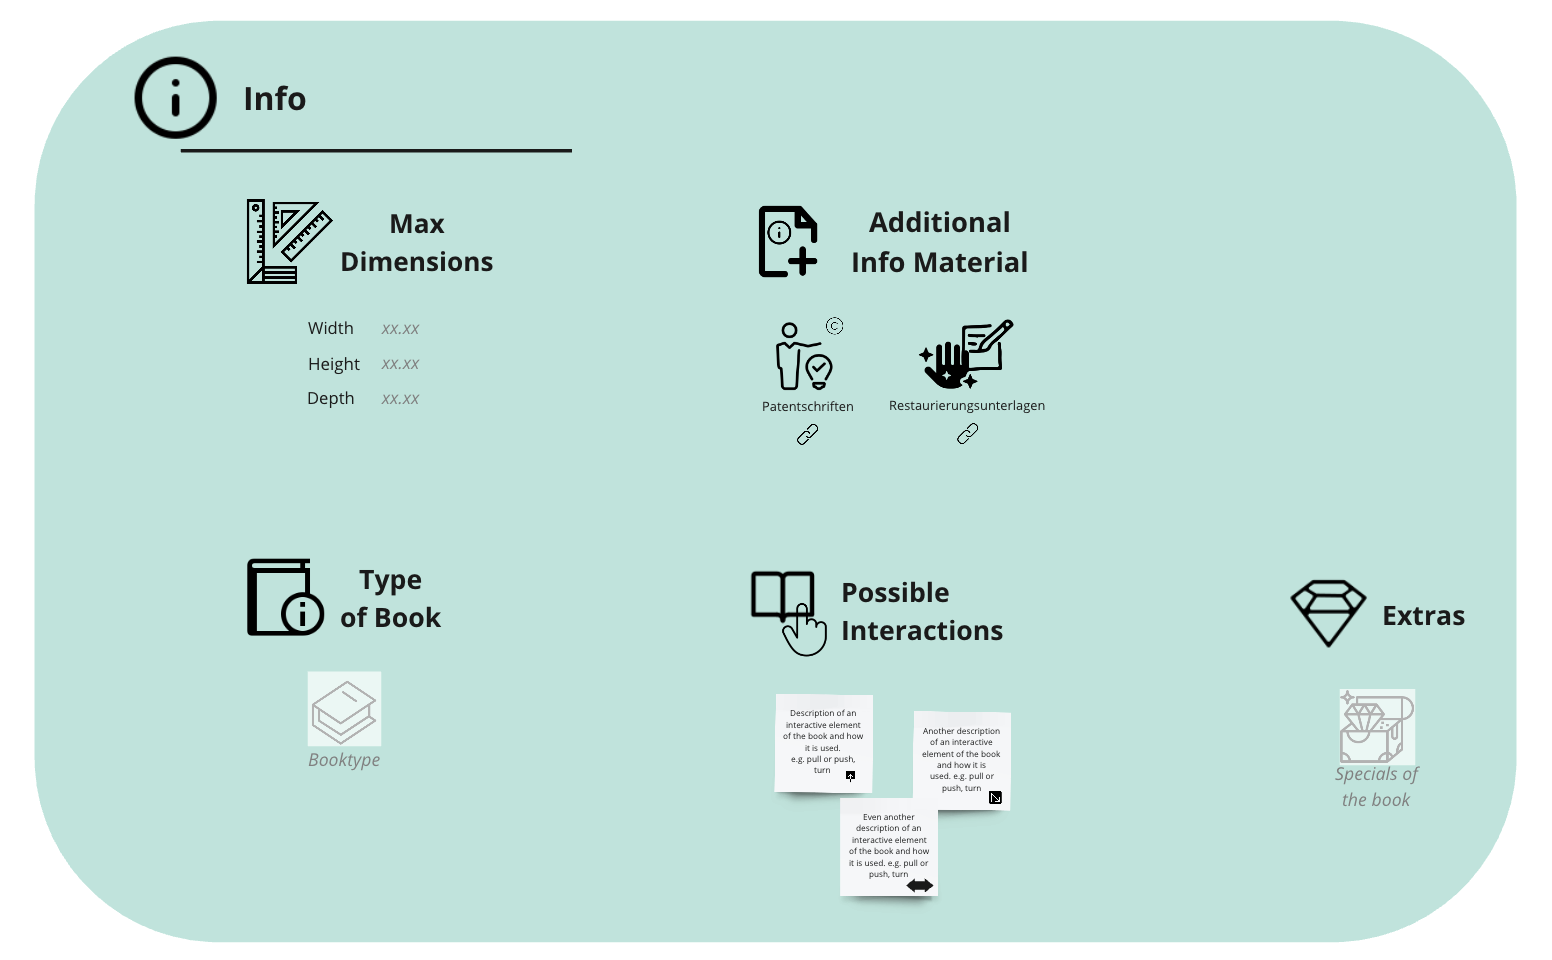 Info
Max
Dimensions
Width xx.xx
Height xx.xx
Depth xx.xx
Additional
Info Material
©
Patentschriften
Restaurierungsunterlagen
Type
of Book
Booktype
Possible
Interactions
Description of an
interactive element
of the book and how
it is used.
e.g. pull or push,
turn
Another description
of an interactive
element of the book
and how it is
used. e.g. pull or
push, turn
Even another
description of an
interactive element
of the book and how
it is used. e.g. pull or
push, turn
Extras
Specials of
the book